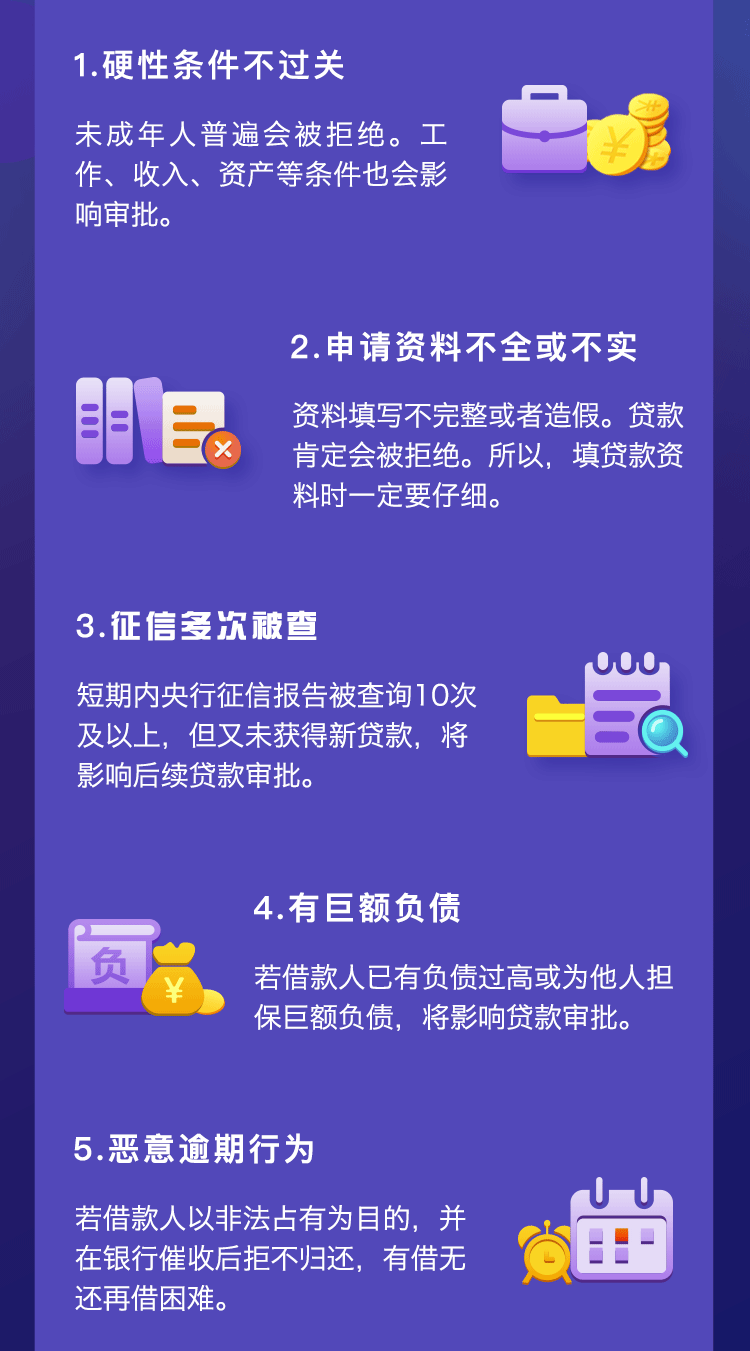 1.硬性条件不过关
未成年人普遍会被拒绝。工
作、收入、资产等条件也会影
响审批。
2.申请资料不全或不实
资料填写不完整或者造假。贷款
肯定会被拒绝。所以，填贷款资
料时一定要仔细。
3.征信多次被查
短期内央行征信报告被查询10次
及以上，但又未获得新贷款，将
影响后续贷款审批。
4.有巨额负债
负
¥
若借款人已有负债过高或为他人担
保巨额负债，将影响贷款审批。
5.恶意逾期行为
若借款人以非法占有为目的，并
在银行催收后拒不归还，有借无
还再借困难。